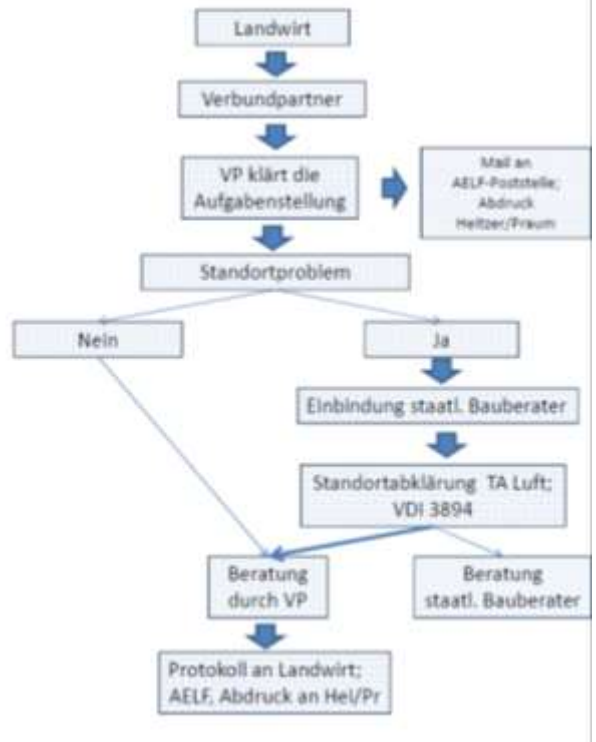 Landwirt
Verbundpartner
VP klärt die
Aufgabenstellung
Mail an
AELF-Poststelle;
Abdruck
Heitzer/Praum
Standortproblem
Nein
Ja
Einbindung staatl. Bauberater
Standortabklärung TA Luft;
VDI 3894
Beratung
durch VP
Beratung
staatl. Bauberater
Protokoll an Landwirt;
AELF, Abdruck an Hei/Pr